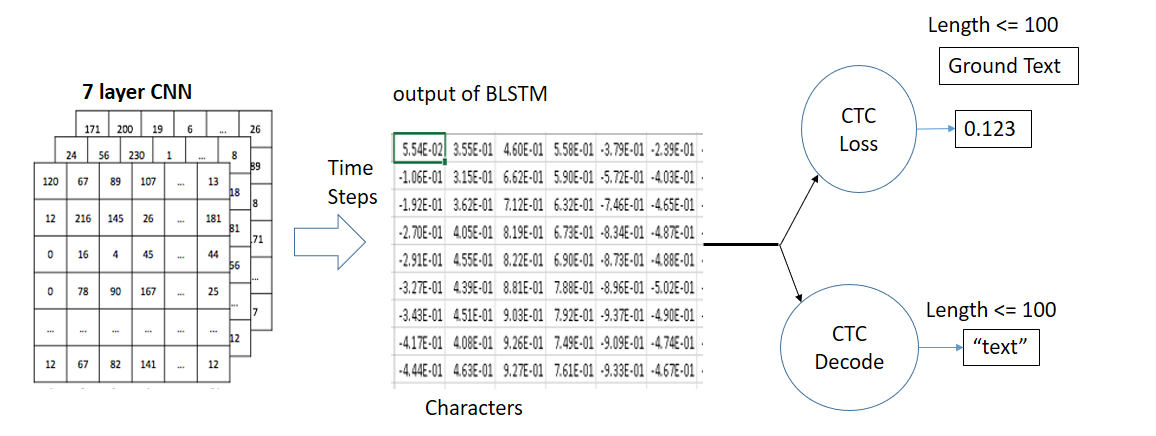 7 layer CNN
171 200 19 6 ... 26
24 56 230 1 ... 8
89
120 67 89 107 ... 13
18
8
12 216 145 26 ... 181
81
71
0 16 4 45 ... 44
56
...
0 78 90 167 ... 25
...
7
... ... ... ... ... ...
12
12 67 82 141 ... 12
Time
Steps
output of BLSTM
5.54E-02 3.55E-01 4.60E-01 5.58E-01 -3.79E-01 -2.39E-01
-1.06E-01 3.15E-01 6.62E-01 5.90E-01 -5.72E-01 -4.03E-01
-1.92E-01 3.62E-01 7.12E-01 6.32E-01 -7.46E-01 -4.65E-01
-2.70E-01 4.05E-01 8.19E-01 6.73E-01 -8.34E-01 -4.87E-01
-2.91E-01 4.55E-01 8.22E-01 6.90E-01 -8.73E-01 -4.88E-01
-3.27E-01 4.39E-01 8.81E-01 7.88E-01 -8.96E-01 -5.02E-01
-3.43E-01 4.51E-01 9.03E-01 7.92E-01 -9.37E-01 -4.90E-01
-4.17E-01 4.08E-01 9.26E-01 7.49E-01 -9.09E-01 -4.74E-01
-4.44E-01 4.63E-01 9.27E-01 7.61E-01 -9.33E-01 -4.67E-01
Characters
Length <= 100
Ground Text
CTC
Loss
0.123
CTC
Decode
Length <= 100
“text”